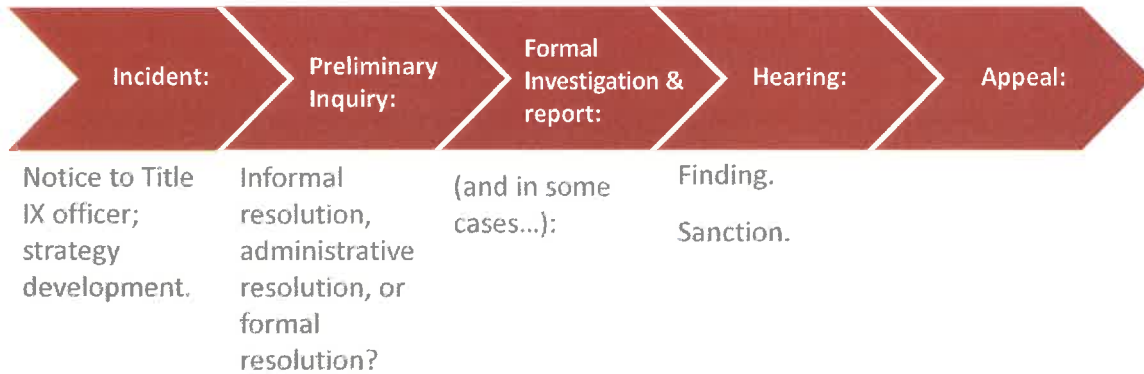 Incident:
Preliminary
Inquiry:
Formal
Investigation &
report:
Hearing:
Appeal:
Notice to Title
IX officer;
strategy
development.
Informal
resolution,
administrative
resolution, or
formal
resolution?
(and in some
cases...):
Finding.
Sanction.